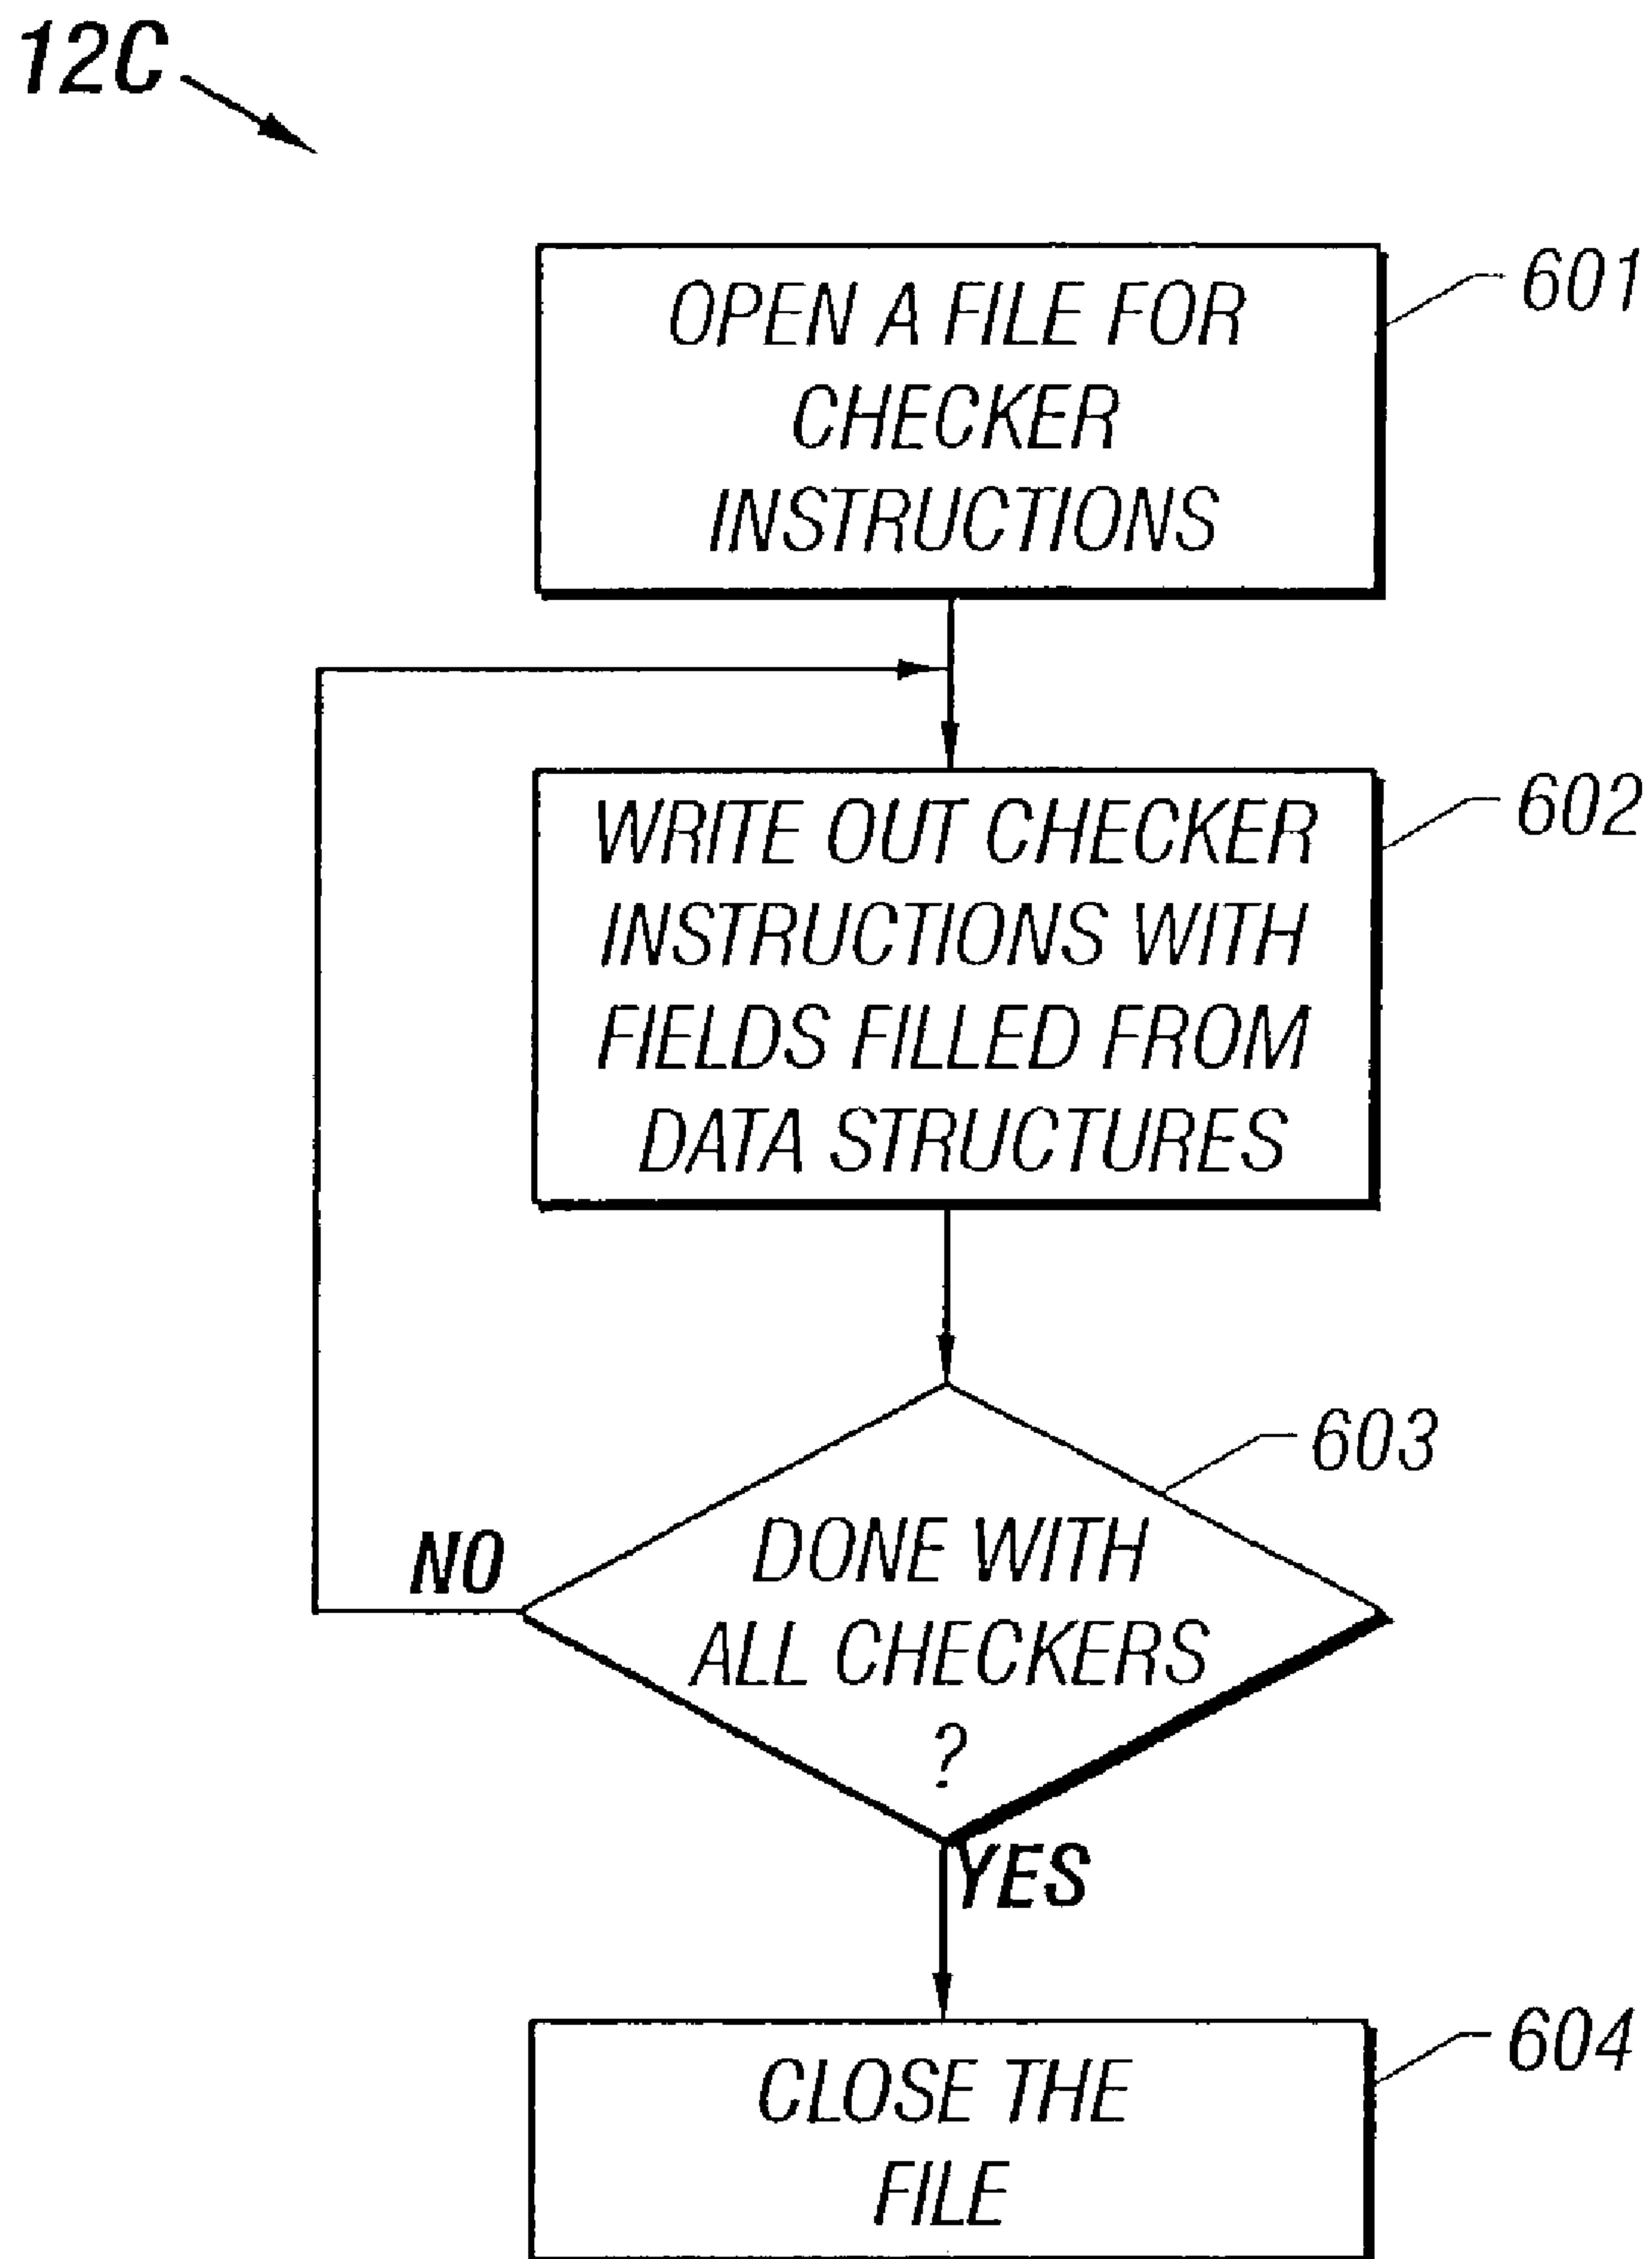 12C
OPEN A FILE FOR
CHECKER
INSTRUCTIONS
601
WRITE OUT CHECKER
INSTRUCTIONS WITH
FIELDS FILLED FROM
DATA STRUCTURES
602
DONE WITH
ALL CHECKERS
?
603
NO
YES
CLOSE THE
FILE
604